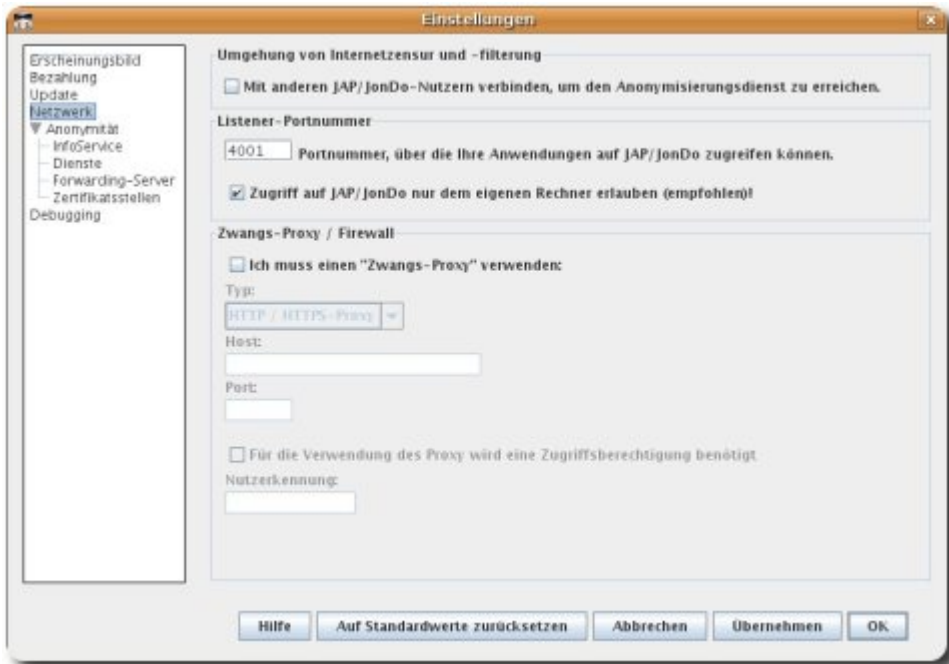 Einstellungen
Erscheinungsbild
Bezahlung
Update
Netzwerk
Anonymität
InfoService
Dienste
Forwarding-Server
Zertifikatsstellen
Debugging
Umgehung von Internetzensur und -filterung
Mit anderen JAP/JonDo-Nutzern verbinden, um den Anonymisierungsdienst zu erreichen.
Listener-Portnummer
4001 Portnummer, über die Ihre Anwendungen auf JAP/JonDo zugreifen können.
Zugriff auf JAP/JonDo nur dem eigenen Rechner erlauben (empfohlen)!
Zwangs-Proxy / Firewall
Ich muss einen "Zwangs-Proxy" verwenden:
Typ:
HTTP / HTTPS-Proxy
Host:
Port:
Für die Verwendung des Proxy wird eine Zugriffsberechtigung benötigt
Nutzerkennung:
Hilfe Auf Standardwerte zurücksetzen Abbrechen Übernehmen OK